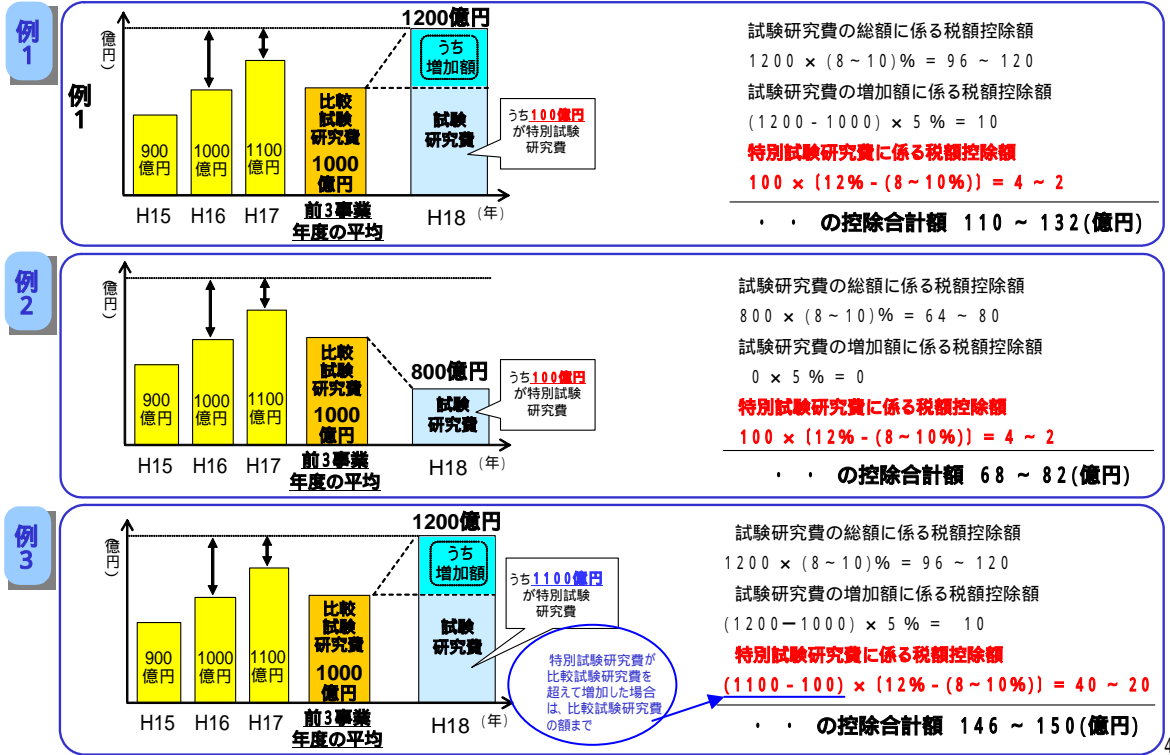 例
1
例1
(億円)
1200億円
うち
増加額
900
億円
1000
億円
1100
億円
比較
試験
研究費
1000
億円
試験
研究費
うち100億円
が特別試験
研究費
H15
H16
H17
前3事業
年度の平均
H18
(年)
試験研究費の総額に係る税額控除額
1200 × (8~10)% = 96 ~ 120
試験研究費の増加額に係る税額控除額
(1200-1000) × 5% = 10
特別試験研究費に係る税額控除額
100 × [12%-(8~10%)] = 4 ~ 2
・ ・ の控除合計額 110 ~ 132(億円)
例
2
(億円)
900
億円
1000
億円
1100
億円
比較
試験
研究費
1000
億円
800億円
試験
研究費
うち100億円
が特別試験
研究費
H15
H16
H17
前3事業
年度の平均
H18
(年)
試験研究費の総額に係る税額控除額
800 × (8~10)% = 64 ~ 80
試験研究費の増加額に係る税額控除額
0 × 5% = 0
特別試験研究費に係る税額控除額
100 × [12%-(8~10%)] = 4 ~ 2
・ ・ の控除合計額 68 ~ 82(億円)
例
3
(億円)
1200億円
うち
増加額
900
億円
1000
億円
1100
億円
比較
試験
研究費
1000
億円
試験
研究費
うち1100億円
が特別試験
研究費
特別試験研究費が
比較試験研究費を
超えて増加した場合
は、比較試験研究費
の額まで
H15
H16
H17
前3事業
年度の平均
H18
(年)
試験研究費の総額に係る税額控除額
1200 × (8~10)% = 96 ~ 120
試験研究費の増加額に係る税額控除額
(1200ー1000) × 5% = 10
特別試験研究費に係る税額控除額
(1100-100) × [12%-(8~10%)] = 40 ~ 20
・ ・ の控除合計額 146 ~ 150(億円)